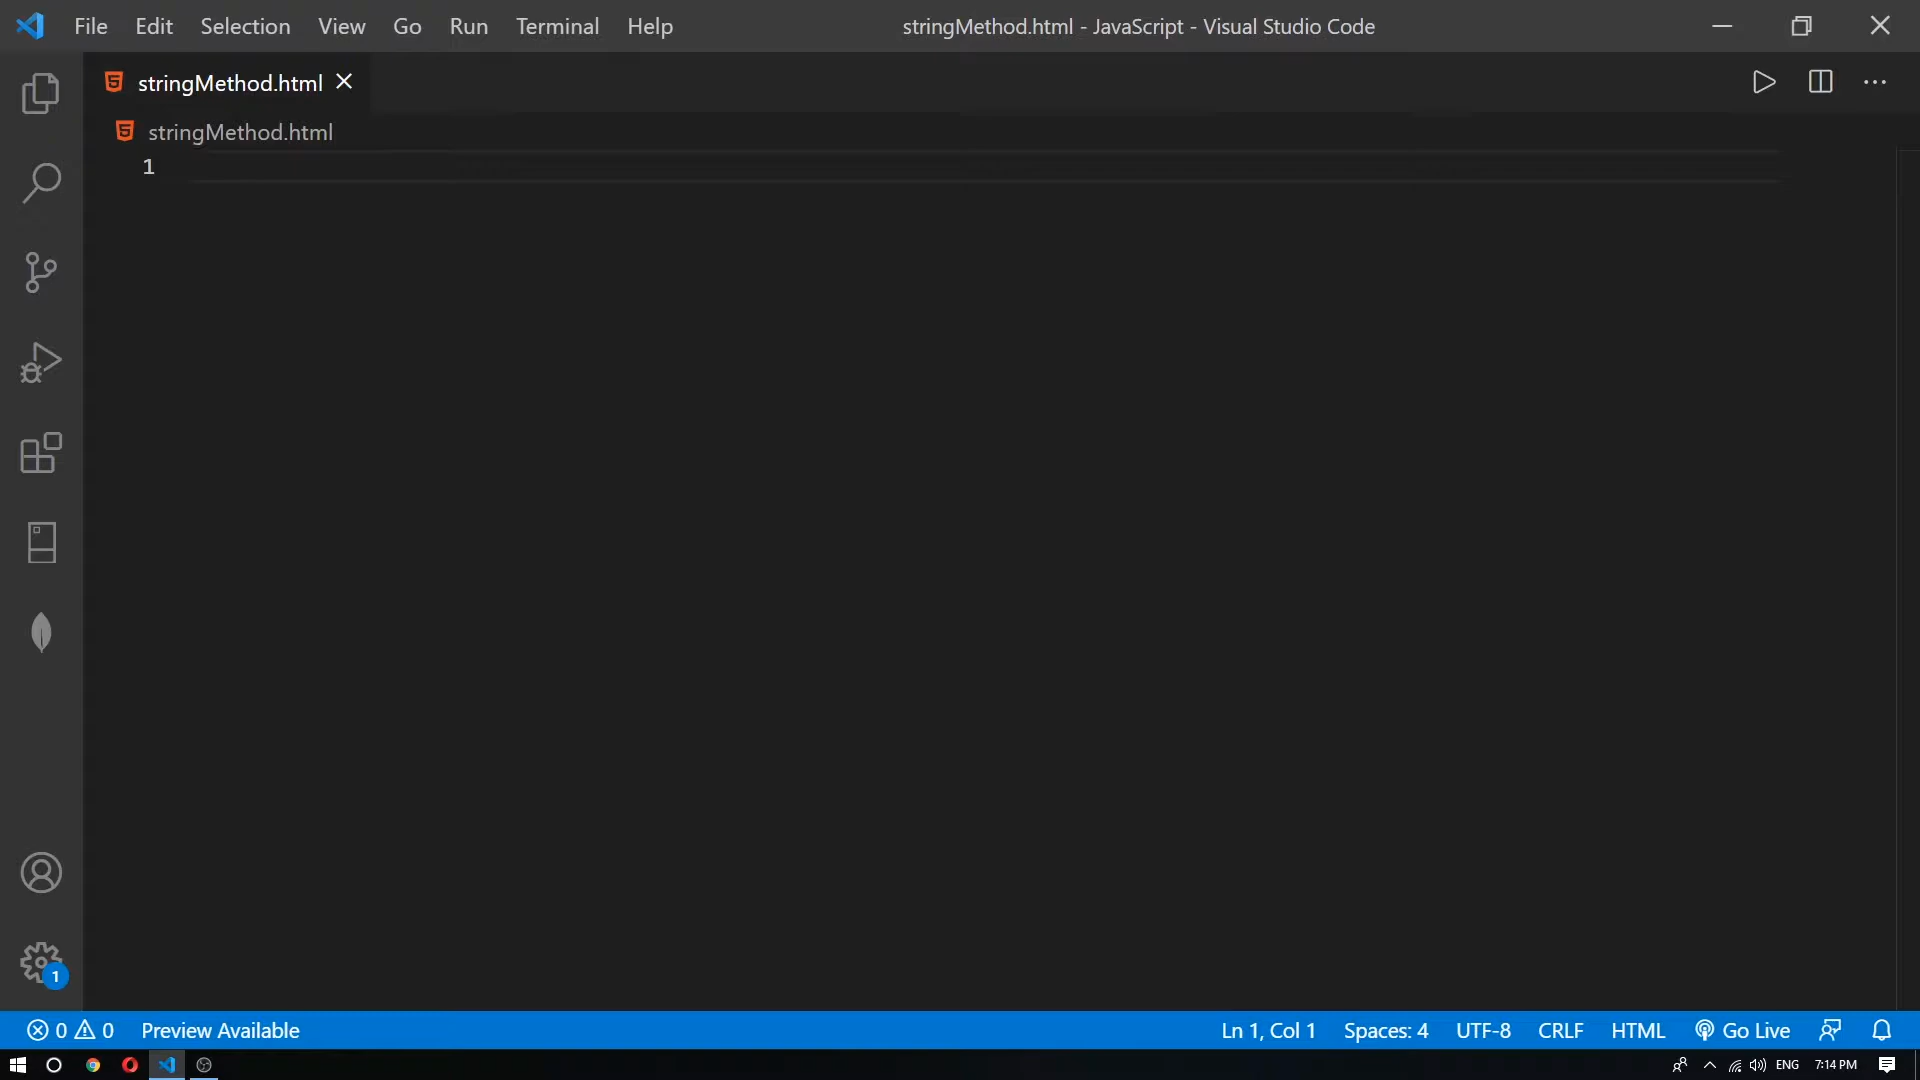 File Edit Selection View Go Run Terminal Help stringMethod.html - JavaScript - Visual Studio Code
stringMethod.html
stringMethod.html
1
1
0 0 Preview Available Ln 1, Col 1 Spaces: 4 UTF-8 CRLF HTML Go Live
ENG 7:14 PM